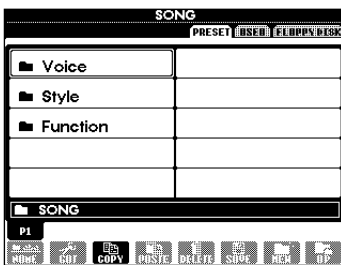 SONG
PRESET USER FLOPPY DISK
Voice
Style
Function
SONG
P1
NAME CUT COPY PASTE DELETE SAVE NEW UP